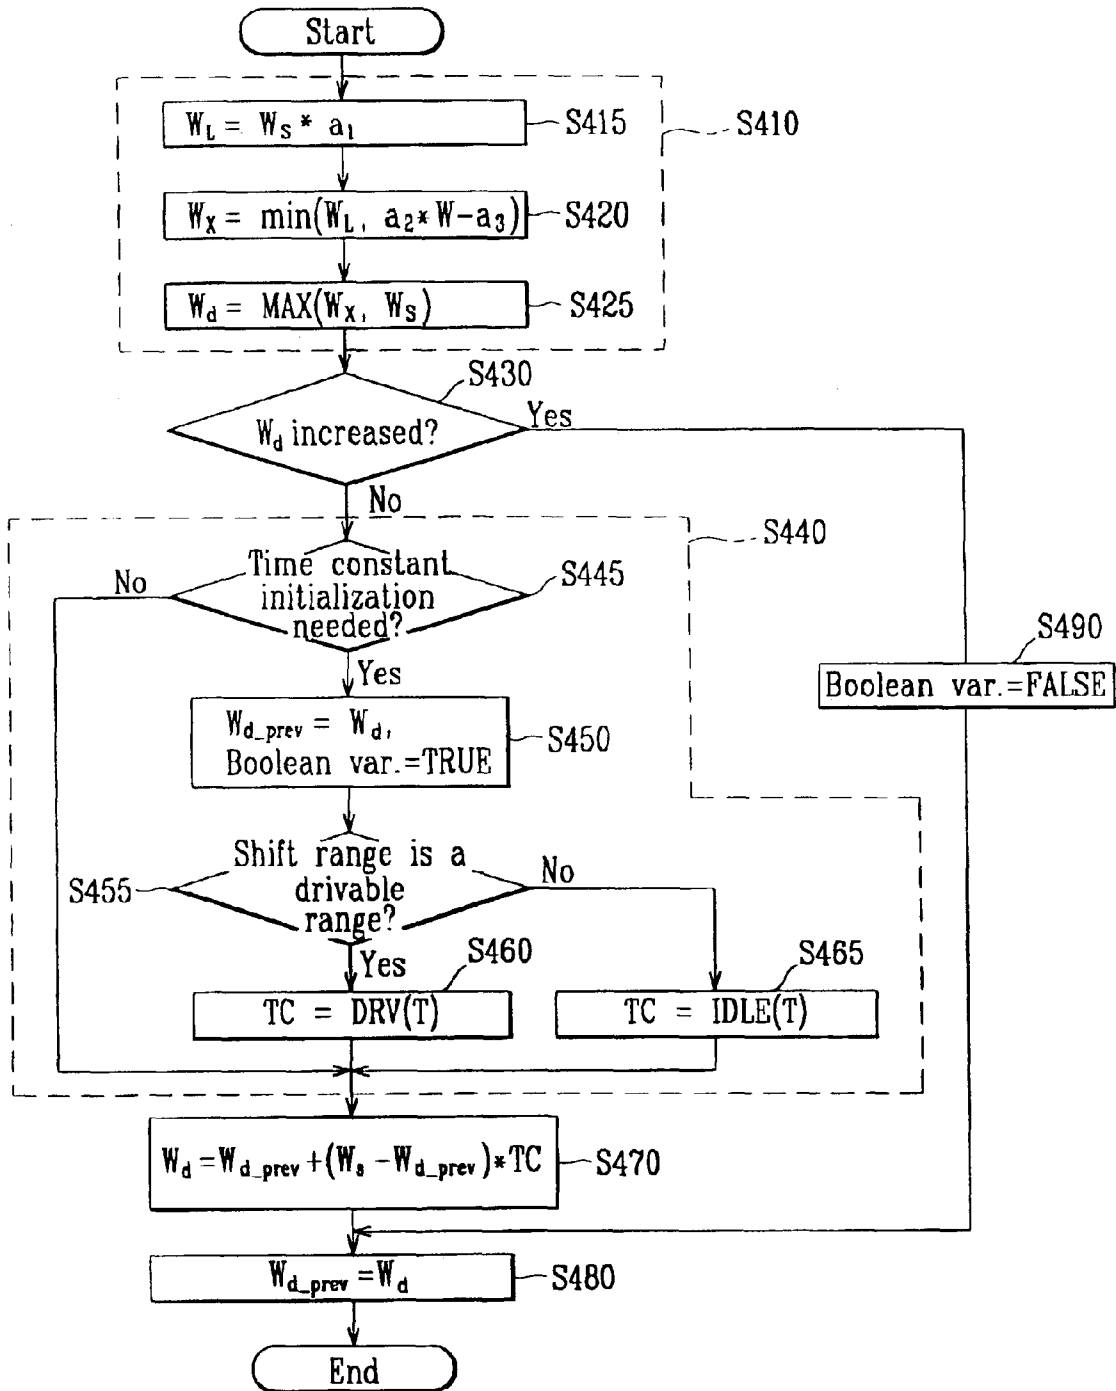 Start
W_L = W_S * a_1
S415
S410
W_X = min(W_L, a_2*W-a_3)
S420
W_d = MAX(W_X, W_S)
S425
S430
W_d increased?
Yes
No
S440
Time constant
initialization
needed?
No
S445
Yes
S490
Boolean var.=FALSE
W_d_prev = W_d,
Boolean var.=TRUE
S450
Shift range is a
drivable
range?
S455
No
Yes
S460
S465
TC = DRV(T)
TC = IDLE(T)
W_d =W_d_prev+(W_s -W_d_prev)*TC
S470
W_d_prev=W_d
S480
End